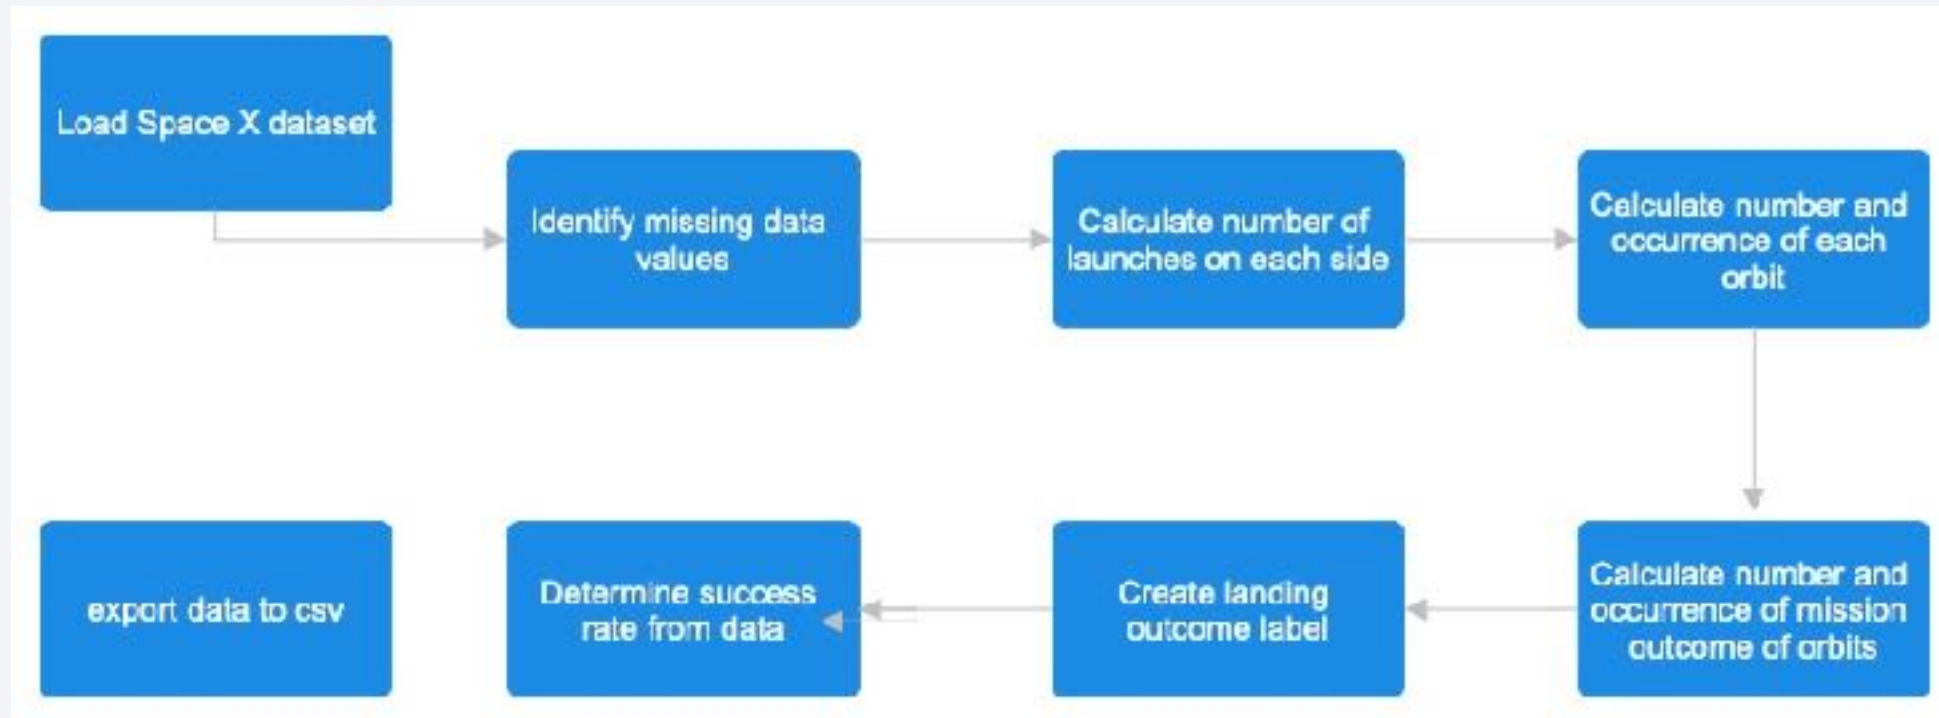 Load Space X dataset
Identify missing data
values
Calculate number of
launches on each side
Calculate number and
occurrence of each
orbit
Calculate number and
occurrence of mission
outcome of orbits
Create landing
outcome label
Determine success
rate from data
export data to csv